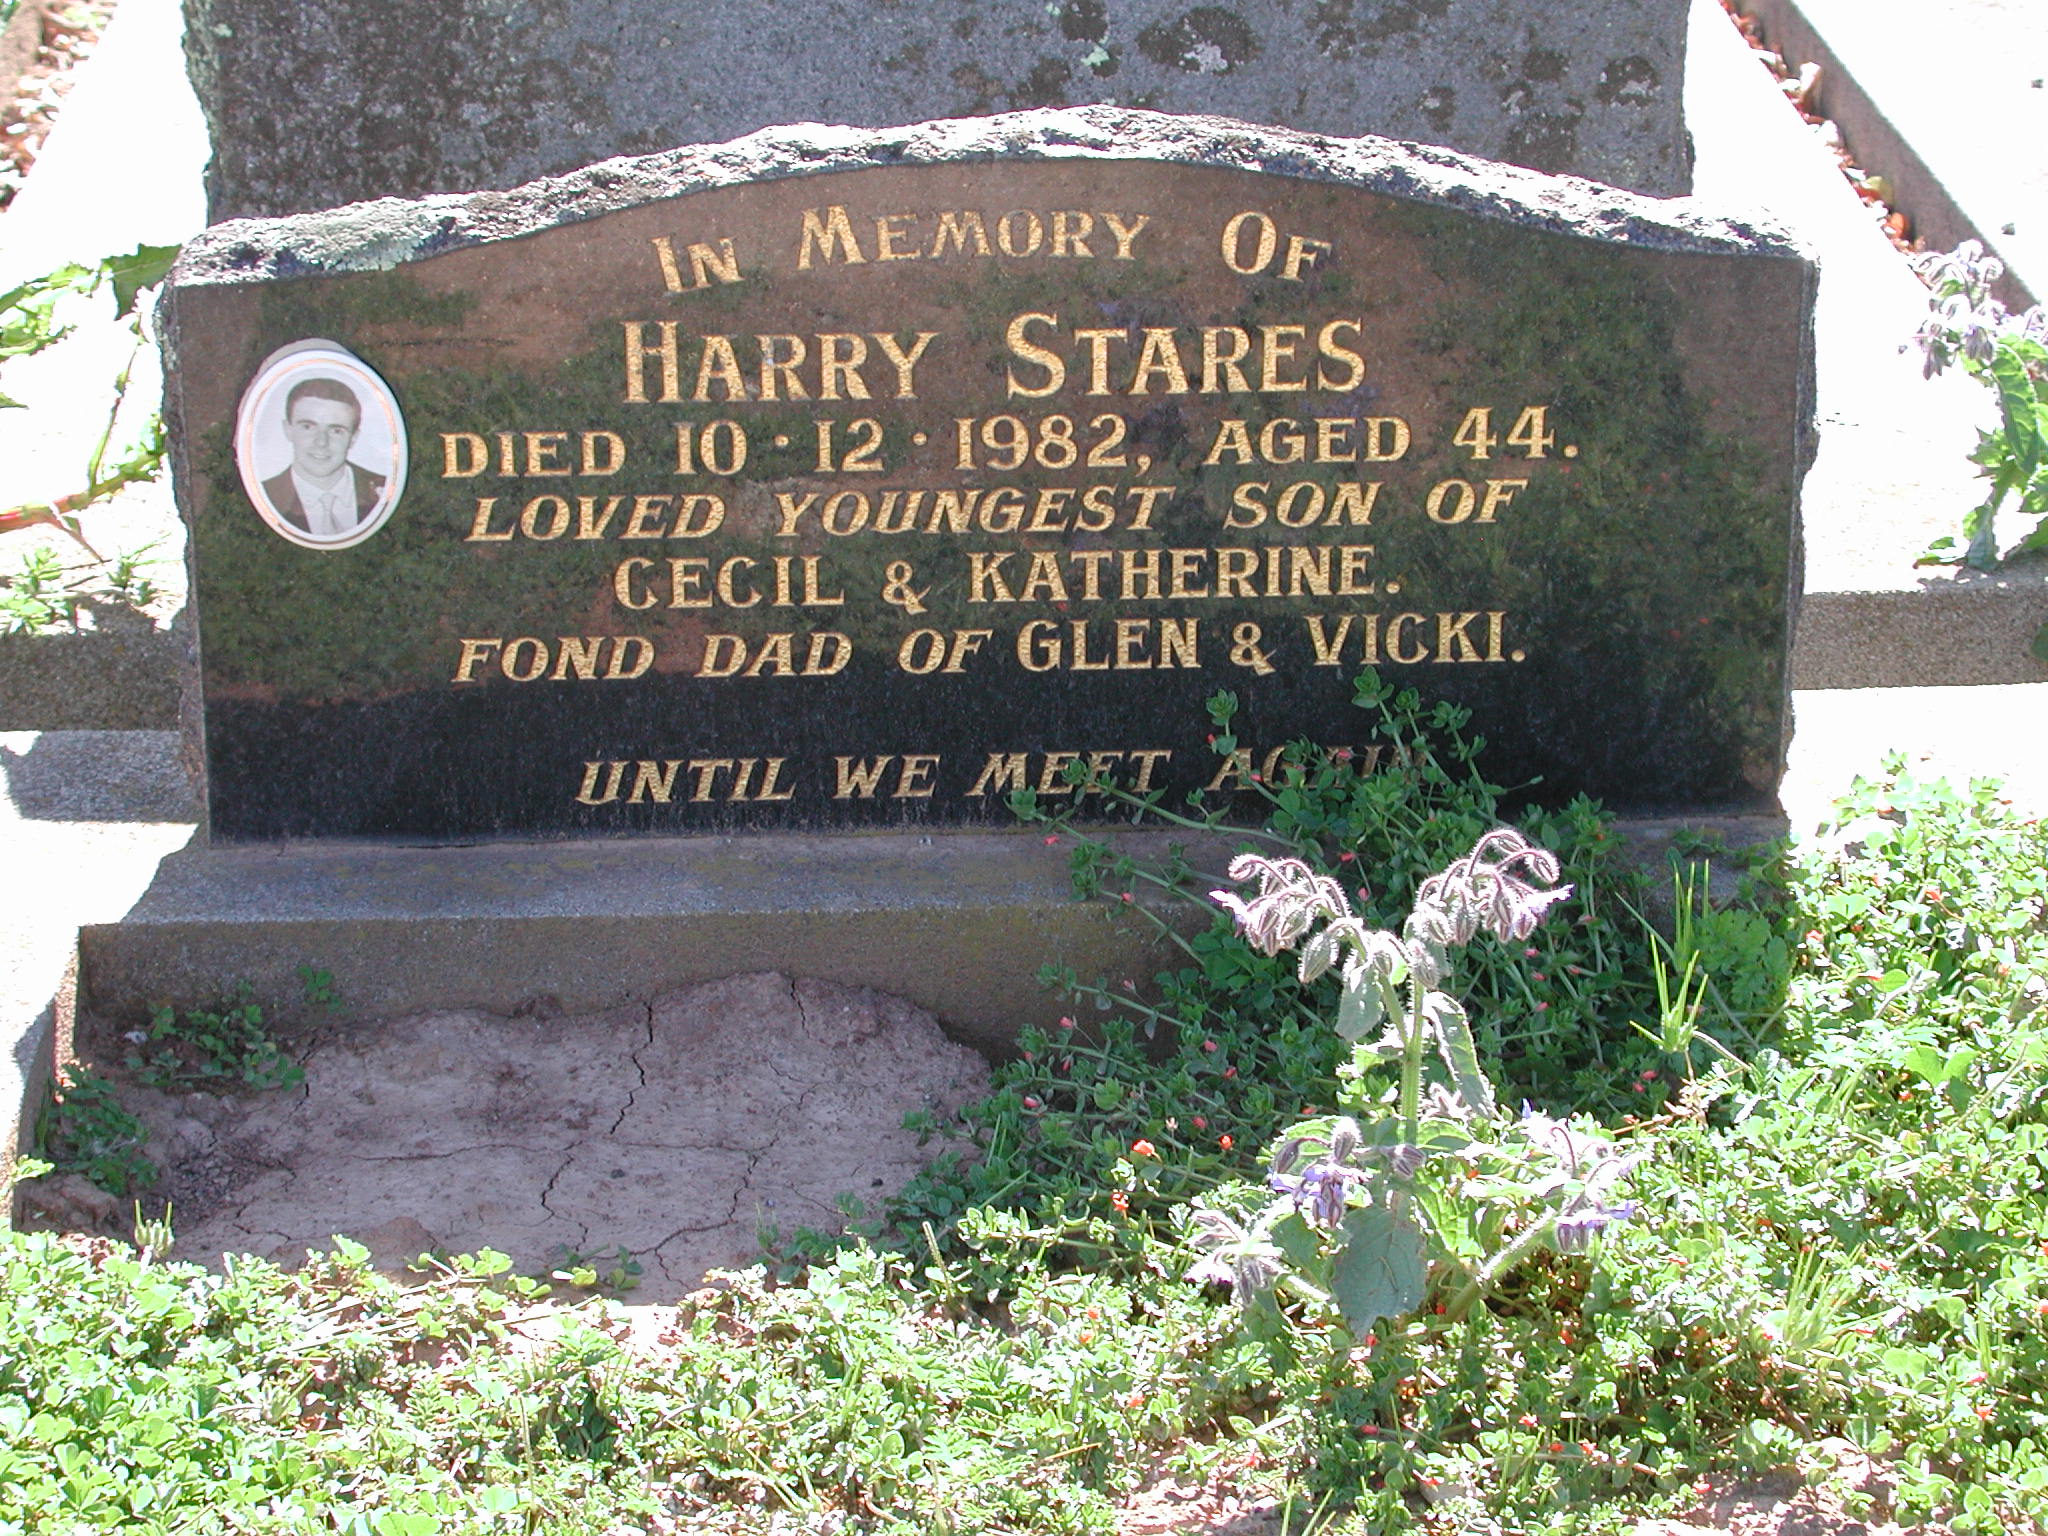 In Memory Of
Harry Stares
DIED 10·12·1982, AGED 44.
LOVED YOUNGEST SON OF
CECIL & KATHERINE.
FOND DAD OF GLEN & VICKI.
UNTIL WE MEET AGAIN